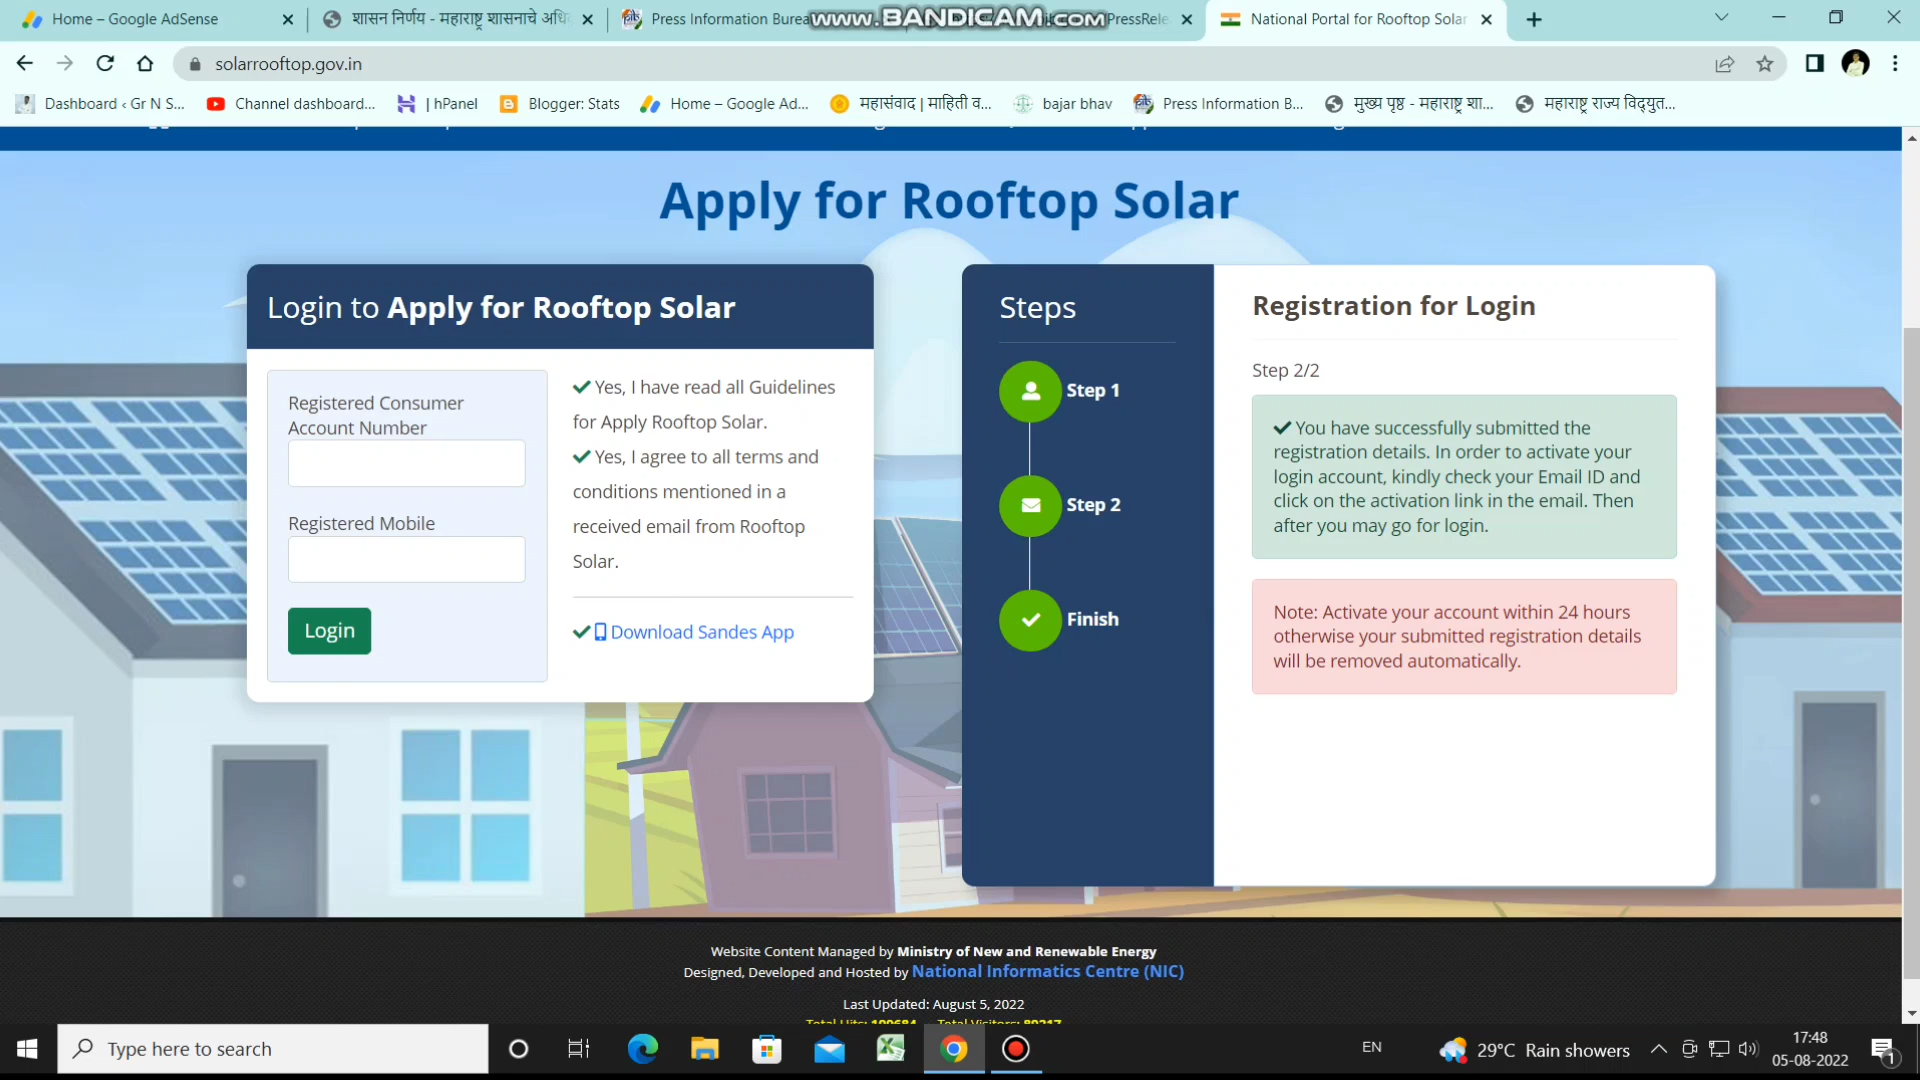 Home – Google AdSense
शासन निर्णय - महाराष्ट्र शासनाचे अधि
Press Information Burea
PressRele
National Portal for Rooftop Solar
www.BANDICAM.com
solarrooftop.gov.in
Dashboard ‹ Gr N S...
Channel dashboard...
| hPanel
Blogger: Stats
Home – Google Ad...
महासंवाद | माहिती व...
bajar bhav
Press Information B...
मुख्य पृष्ठ - महाराष्ट्र शा...
महाराष्ट्र राज्य विद्युत...
Apply for Rooftop Solar
Login to Apply for Rooftop Solar
Registered Consumer
Account Number
Registered Mobile
Login
Yes, I have read all Guidelines
for Apply Rooftop Solar.
Yes, I agree to all terms and
conditions mentioned in a
received email from Rooftop
Solar.
Download Sandes App
Steps
Step 1
Step 2
Finish
Registration for Login
Step 2/2
You have successfully submitted the
registration details. In order to activate your
login account, kindly check your Email ID and
click on the activation link in the email. Then
after you may go for login.
Note: Activate your account within 24 hours
otherwise your submitted registration details
will be removed automatically.
Website Content Managed by Ministry of New and Renewable Energy
Designed, Developed and Hosted by National Informatics Centre (NIC)
Last Updated: August 5, 2022
Total Hits: 199684 Total Visitors: 89217
Type here to search
EN
29°C Rain showers
17:48
05-08-2022
1